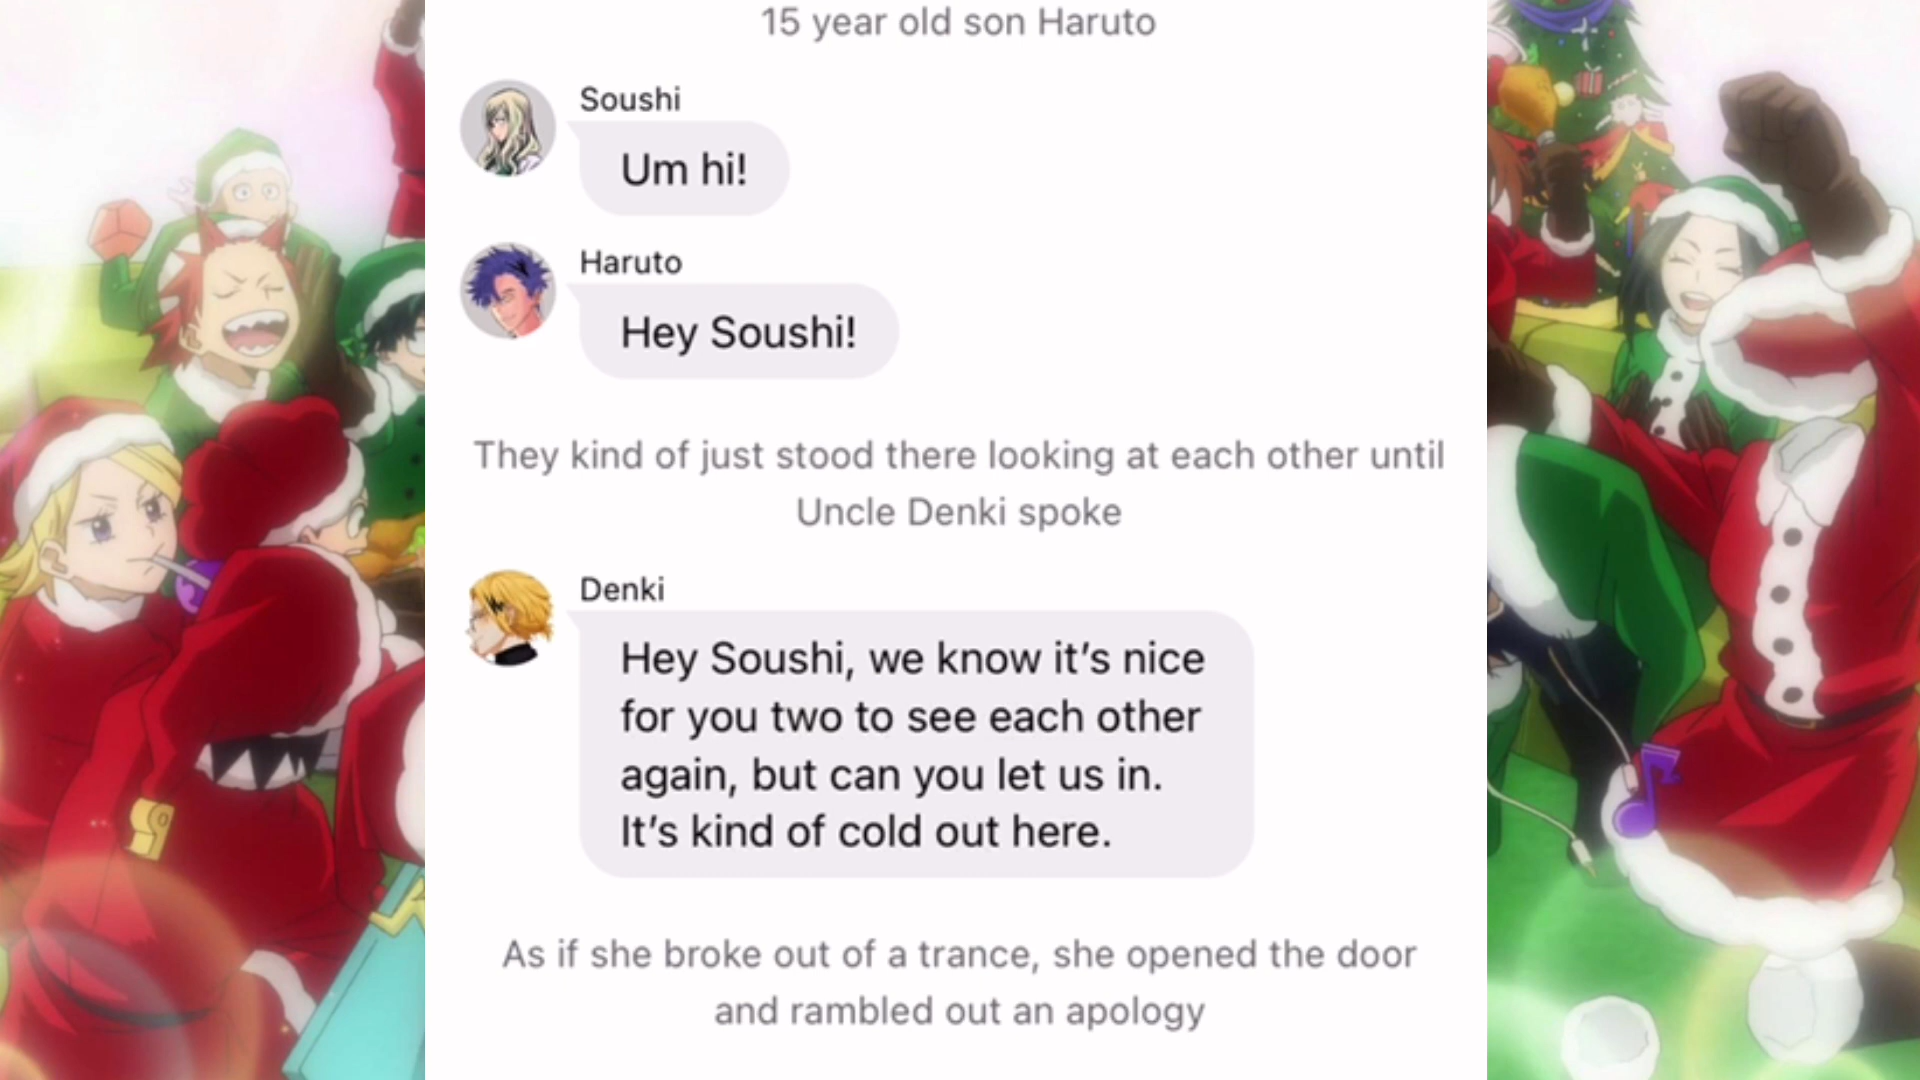 15 year old son Haruto
Soushi
Um hi!
Haruto
Hey Soushi!
They kind of just stood there looking at each other until
Uncle Denki spoke
Denki
Hey Soushi, we know it’s nice
for you two to see each other
again, but can you let us in.
It’s kind of cold out here.
As if she broke out of a trance, she opened the door
and rambled out an apology